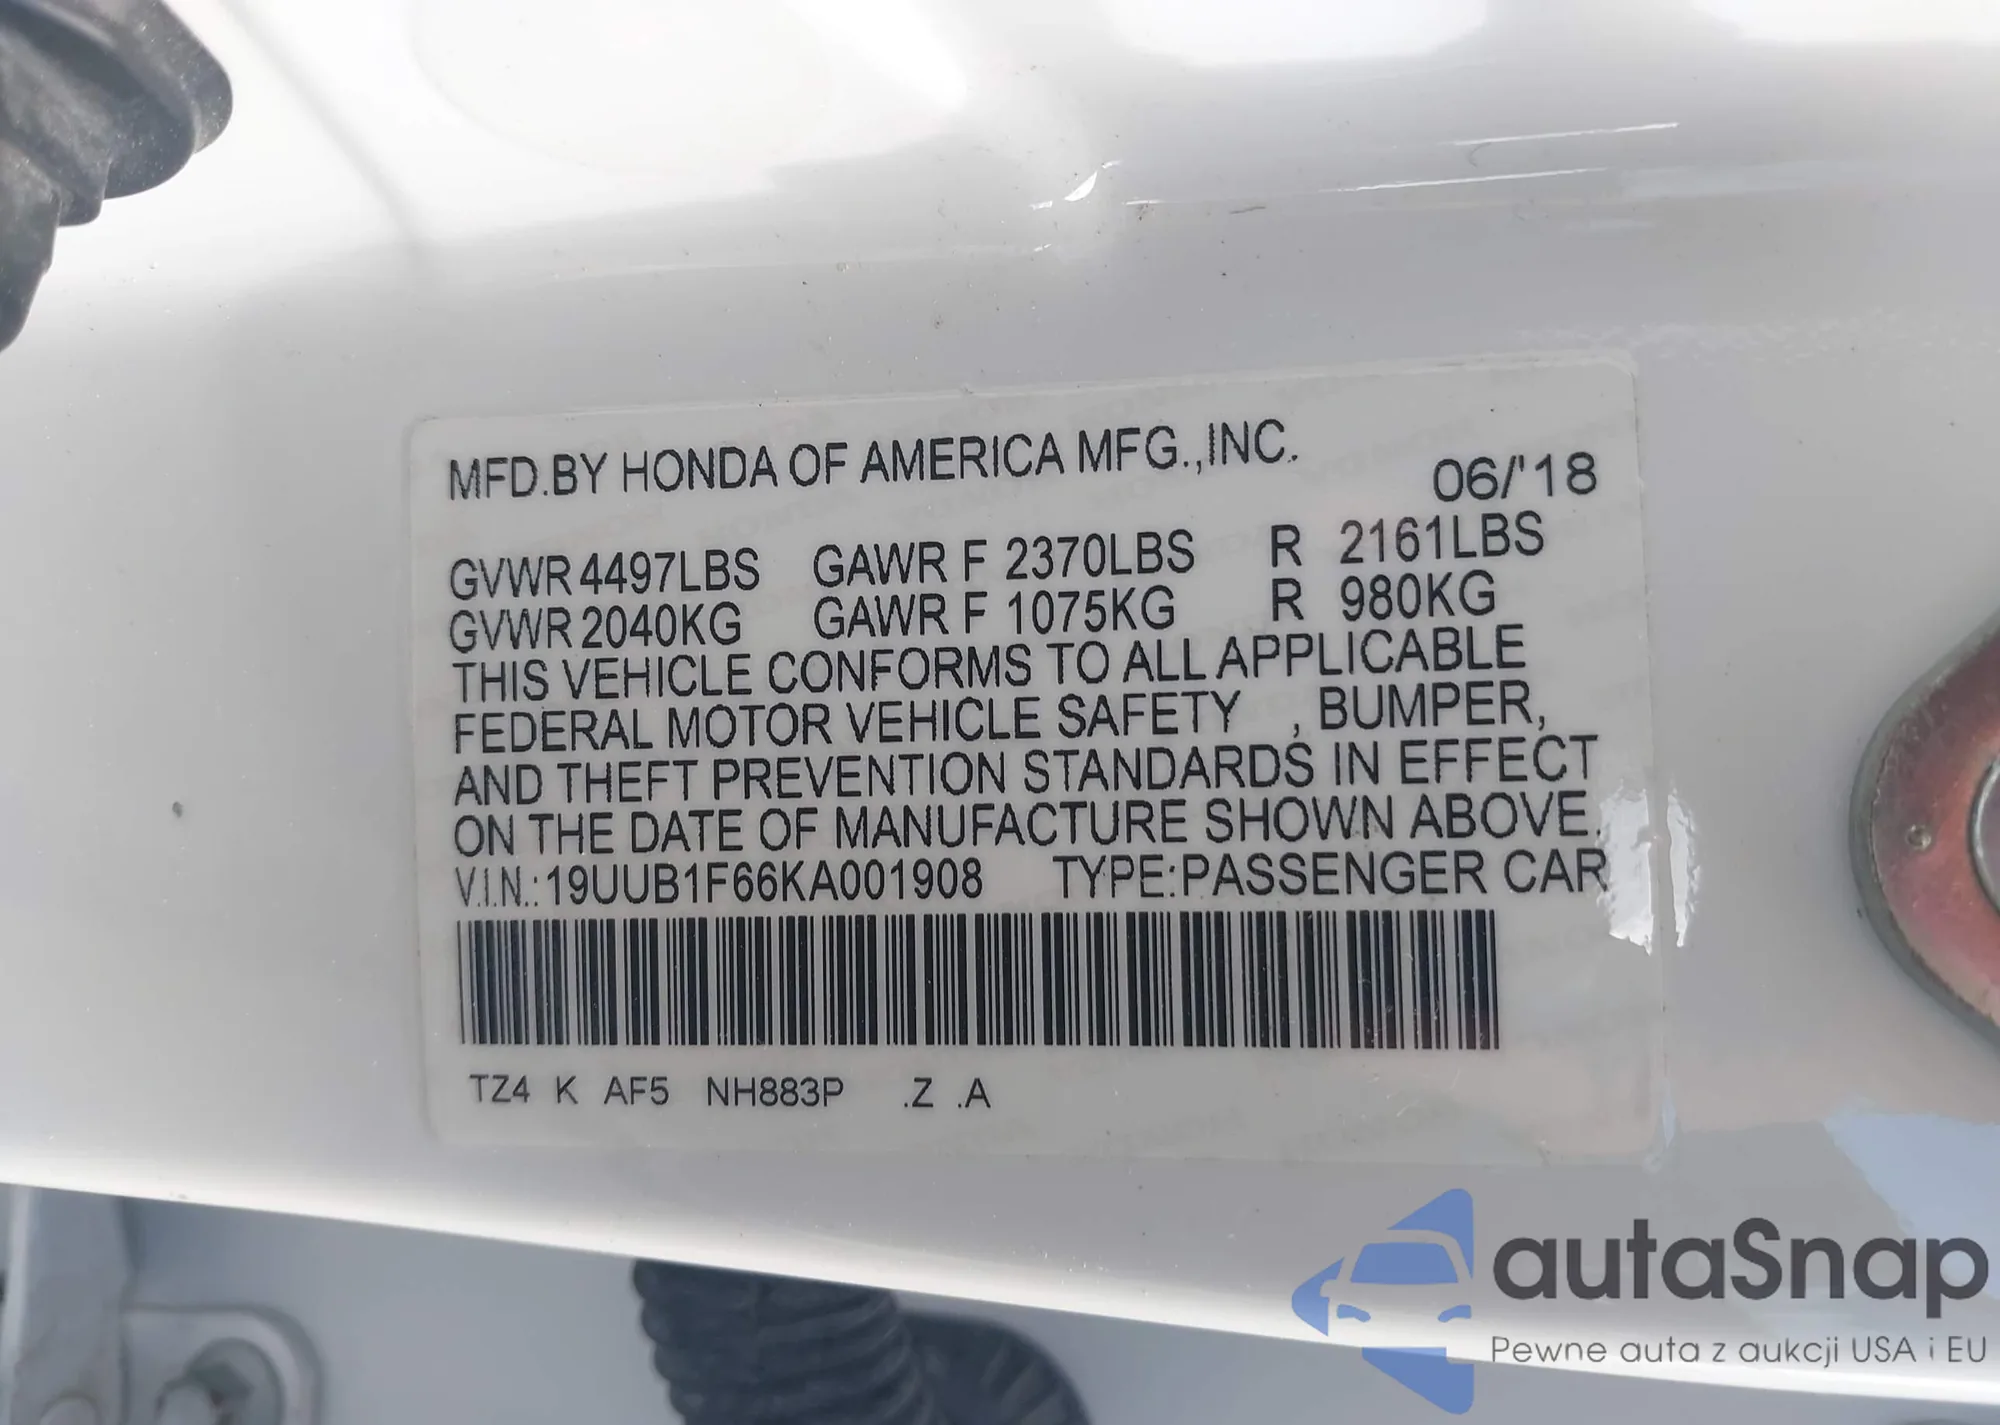 MFD.BY HONDA OF AMERICA MFG.,INC. 06/'18
GVWR 4497LBS GAWR F 2370LBS R 2161LBS
GVWR 2040KG GAWR F 1075KG R 980KG
THIS VEHICLE CONFORMS TO ALL APPLICABLE
FEDERAL MOTOR VEHICLE SAFETY , BUMPER,
AND THEFT PREVENTION STANDARDS IN EFFECT
ON THE DATE OF MANUFACTURE SHOWN ABOVE.
V.I.N.: 19UUB1F66KA001908 TYPE:PASSENGER CAR
TZ4 K AF5 NH883P .Z .A
autaSnap
Pewne auta z aukcji USA i EU